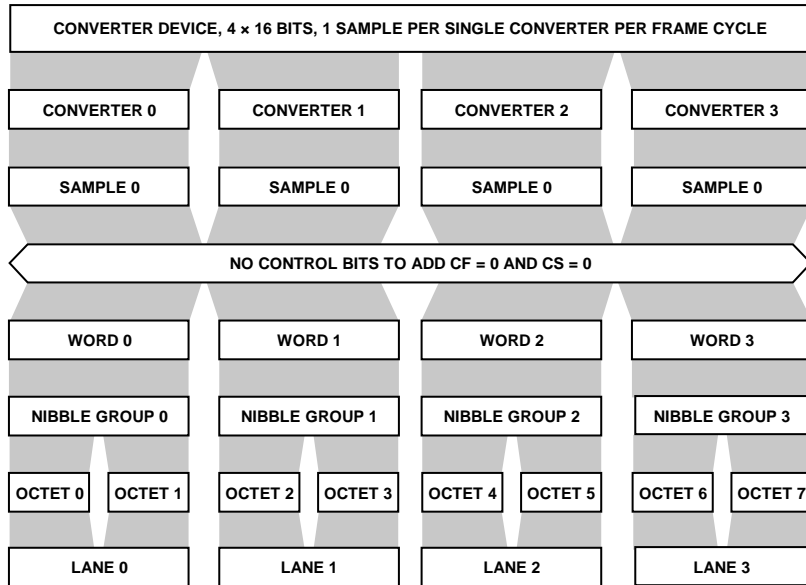 CONVERTER DEVICE, 4 × 16 BITS, 1 SAMPLE PER SINGLE CONVERTER PER FRAME CYCLE
CONVERTER 0 CONVERTER 1 CONVERTER 2 CONVERTER 3
SAMPLE 0 SAMPLE 0 SAMPLE 0 SAMPLE 0
NO CONTROL BITS TO ADD CF = 0 AND CS = 0
WORD 0 WORD 1 WORD 2 WORD 3
NIBBLE GROUP 0 NIBBLE GROUP 1 NIBBLE GROUP 2 NIBBLE GROUP 3
OCTET 0 OCTET 1 OCTET 2 OCTET 3 OCTET 4 OCTET 5 OCTET 6 OCTET 7
LANE 0 LANE 1 LANE 2 LANE 3